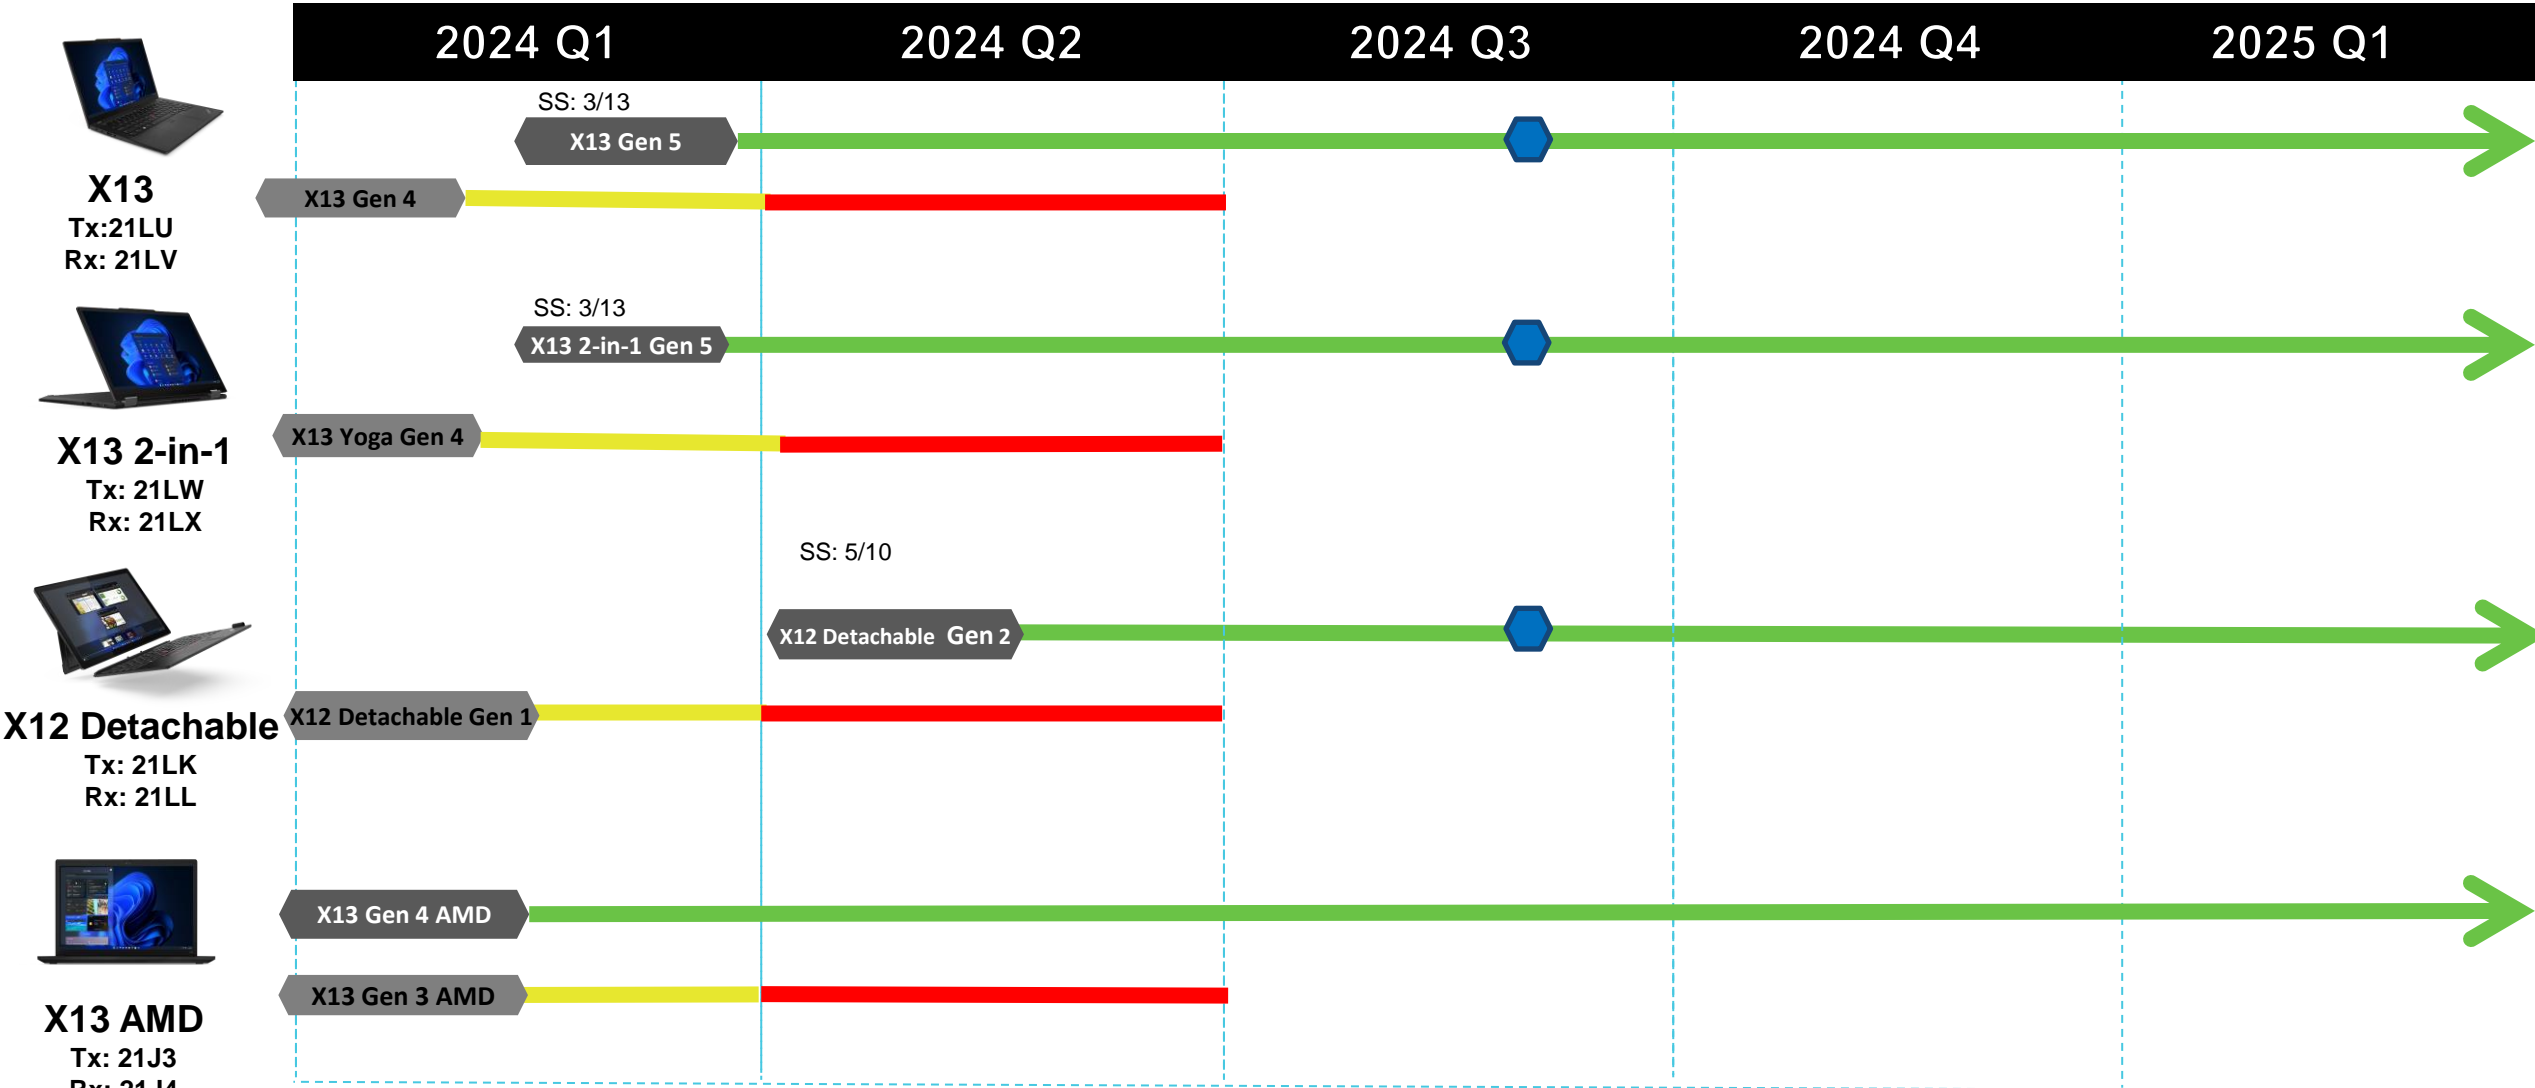 2024 Q1
2024 Q2
2024 Q3
2024 Q4
2025 Q1
SS: 3/13
X13 Gen 5
X13 Gen 4
X13
Tx:21LU
Rx: 21LV
SS: 3/13
X13 2-in-1 Gen 5
X13 Yoga Gen 4
X13 2-in-1
Tx: 21LW
Rx: 21LX
SS: 5/10
X12 Detachable Gen 2
X12 Detachable Gen 1
X12 Detachable
Tx: 21LK
Rx: 21LL
X13 Gen 4 AMD
X13 Gen 3 AMD
X13 AMD
Tx: 21J3
Rx: 21J4